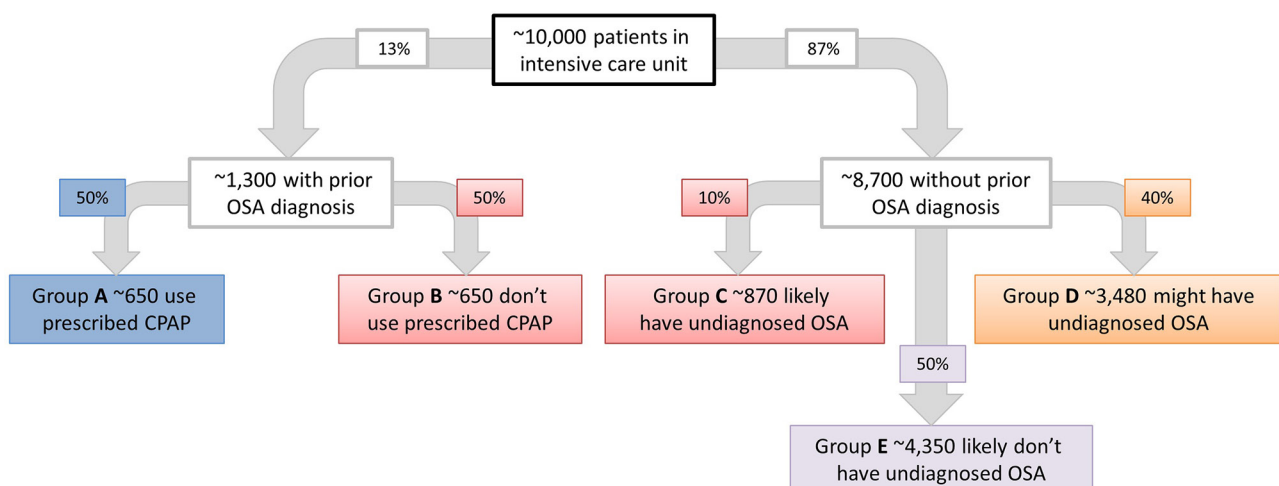 13%
~10,000 patients in
intensive care unit
87%
50%
~1,300 with prior
OSA diagnosis
50%
10%
~8,700 without prior
OSA diagnosis
40%
Group A ~650 use
prescribed CPAP
Group B ~650 don’t
use prescribed CPAP
Group C ~870 likely
have undiagnosed OSA
Group D ~3,480 might have
undiagnosed OSA
50%
Group E ~4,350 likely don’t
have undiagnosed OSA